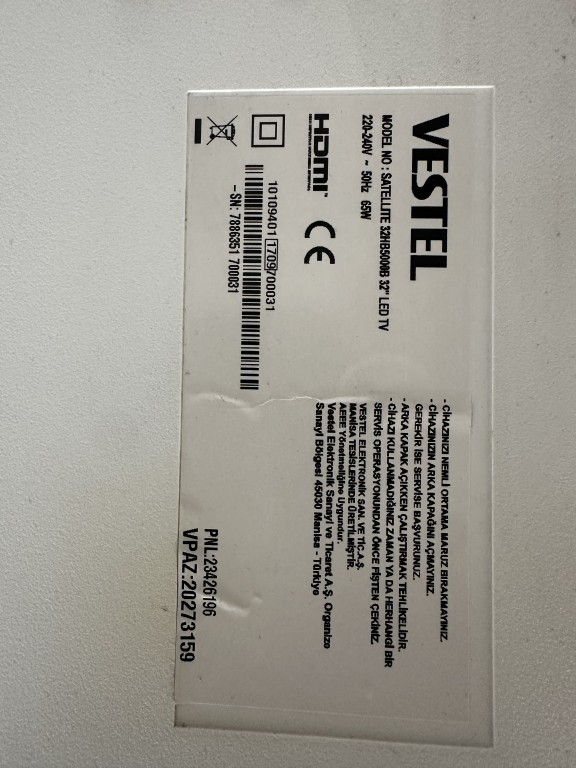 VESTEL
MODEL NO : SATELLITE 32HB5000B 32" LED TV
220-240V ~ 50Hz 65W
HDMI™
CE
10109401 1709 700031
-SN: 7886351 700031
- CİHAZINIZI NEMLİ ORTAMA MARUZ BIRAKMAYINIZ.
- CİHAZINIZIN ARKA KAPAĞINI AÇMAYINIZ.
GEREKİR İSE SERVİSE BAŞVURUNUZ.
- ARKA KAPAK AÇIKKEN ÇALIŞTIRMAK TEHLİKELİDİR.
- CİHAZI KULLANMADIĞINIZ ZAMAN YA DA HERHANGİ BİR
SERVİS OPERASYONUNDAN ÖNCE FİŞTEN ÇEKİNİZ.
VESTEL ELEKTRONİK SAN. VE TİC.A.Ş.
MANİSA TESİSLERİNDE ÜRETİLMİŞTİR.
AEEE Yönetmeliğine Uygundur.
Vestel Elektronik Sanayi ve Ticaret A.Ş. Organize
Sanayi Bölgesi 45030 Manisa - Türkiye
PNL:23426196
VPAZ:20273159